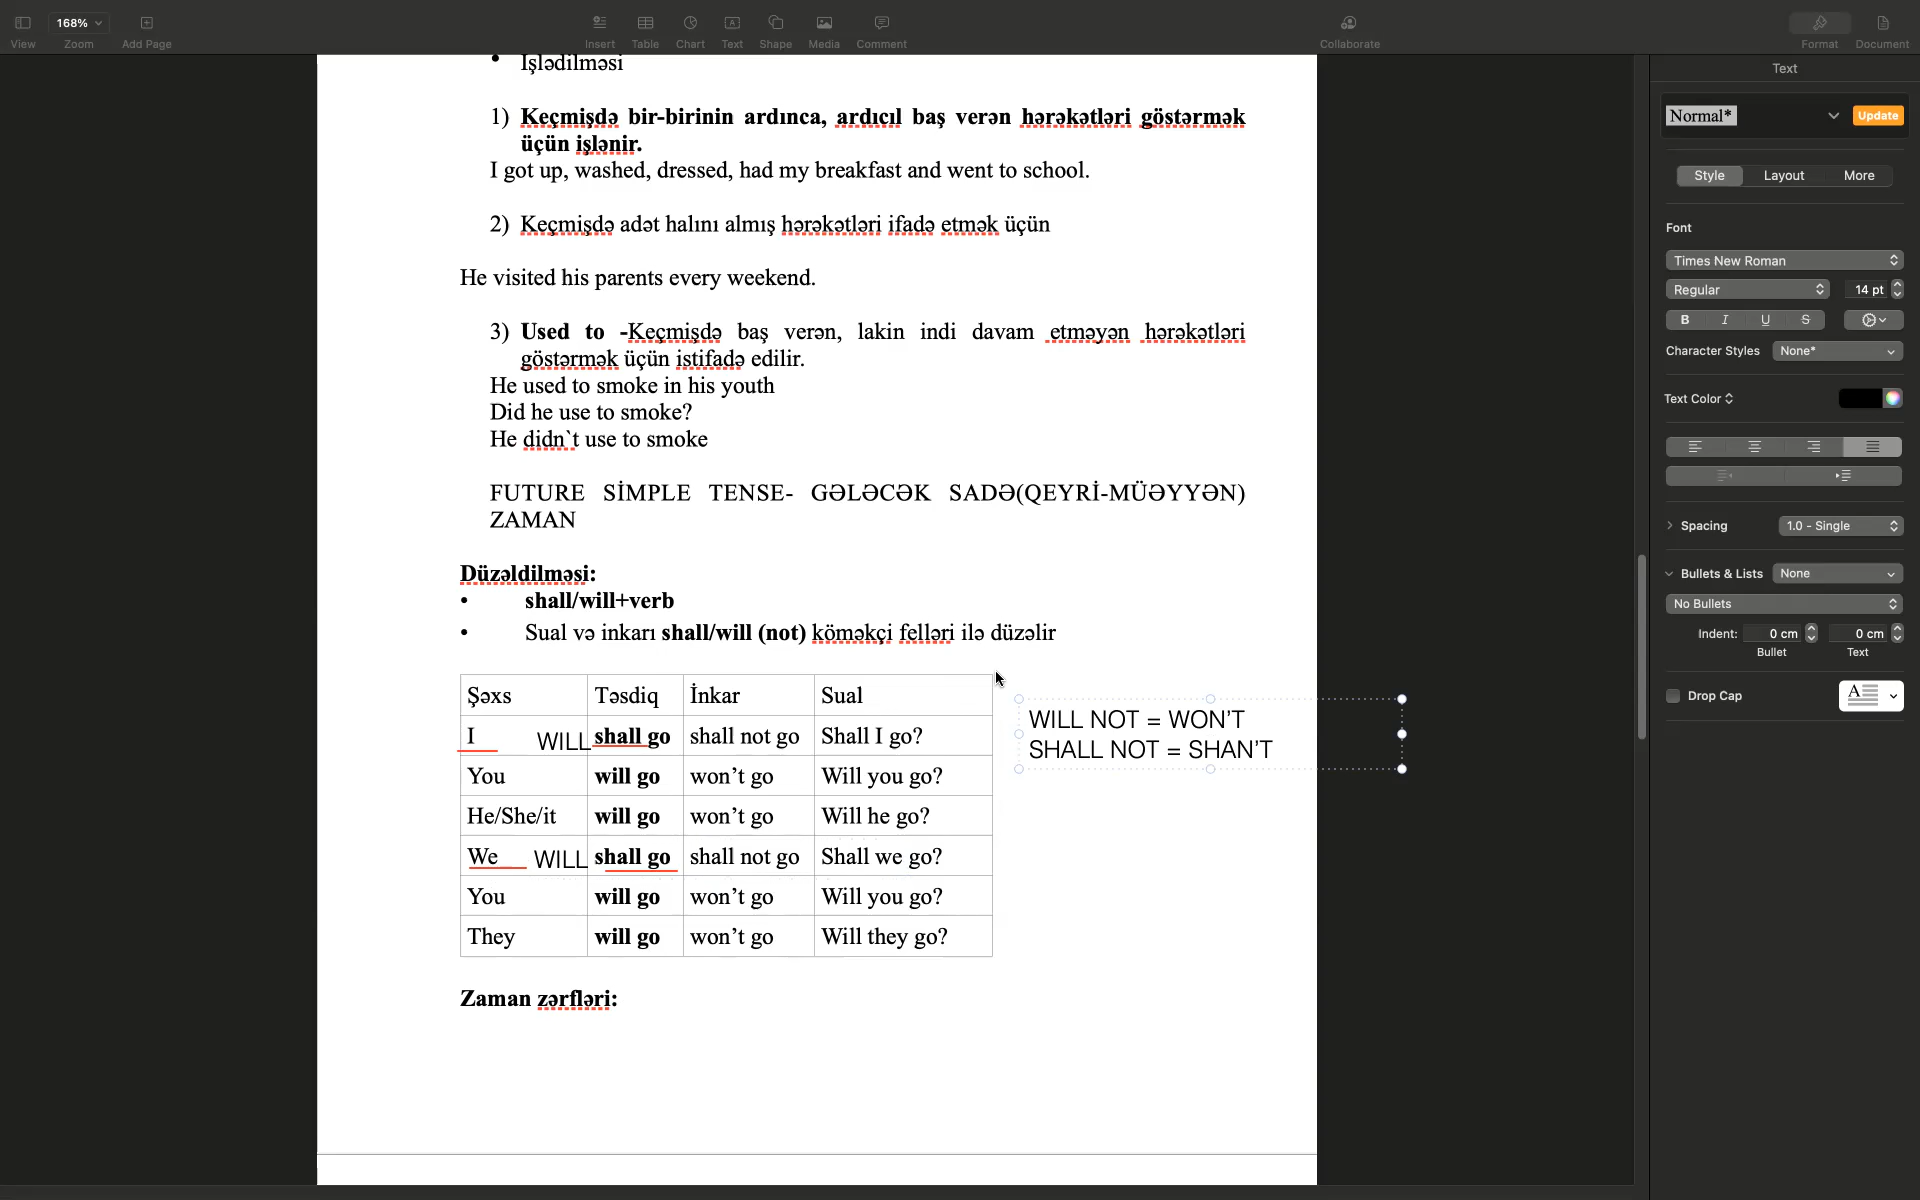 168%
View
Zoom
Add Page
Insert
Table
Chart
Text
Shape
Media
Comment
Collaborate
Format
Document
• İşlədilməsi
1) Keçmişdə bir-birinin ardınca, ardıcıl baş verən hərəkətləri göstərmək
üçün işlənir.
I got up, washed, dressed, had my breakfast and went to school.
2) Keçmişdə adət halını almış hərəkətləri ifadə etmək üçün
He visited his parents every weekend.
3) Used to -Keçmişdə baş verən, lakin indi davam etməyən hərəkətləri
göstərmək üçün istifadə edilir.
He used to smoke in his youth
Did he use to smoke?
He didn`t use to smoke
FUTURE SİMPLE TENSE- GƏLƏCƏK SADƏ(QEYRİ-MÜƏYYƏN)
ZAMAN
Düzəldilməsi:
• shall/will+verb
• Sual və inkarı shall/will (not) köməkçi felləri ilə düzəlir
Şəxs Təsdiq İnkar Sual
I WILL shall go shall not go Shall I go?
You will go won’t go Will you go?
He/She/it will go won’t go Will he go?
We WILL shall go shall not go Shall we go?
You will go won’t go Will you go?
They will go won’t go Will they go?
WILL NOT = WON’T
SHALL NOT = SHAN’T
Zaman zərfləri:
Text
Normal*
Update
Style Layout More
Font
Times New Roman
Regular 14 pt
B I U S
Character Styles None*
Text Color
Spacing 1.0 - Single
Bullets & Lists None
No Bullets
Indent: 0 cm 0 cm
Bullet Text
Drop Cap
A